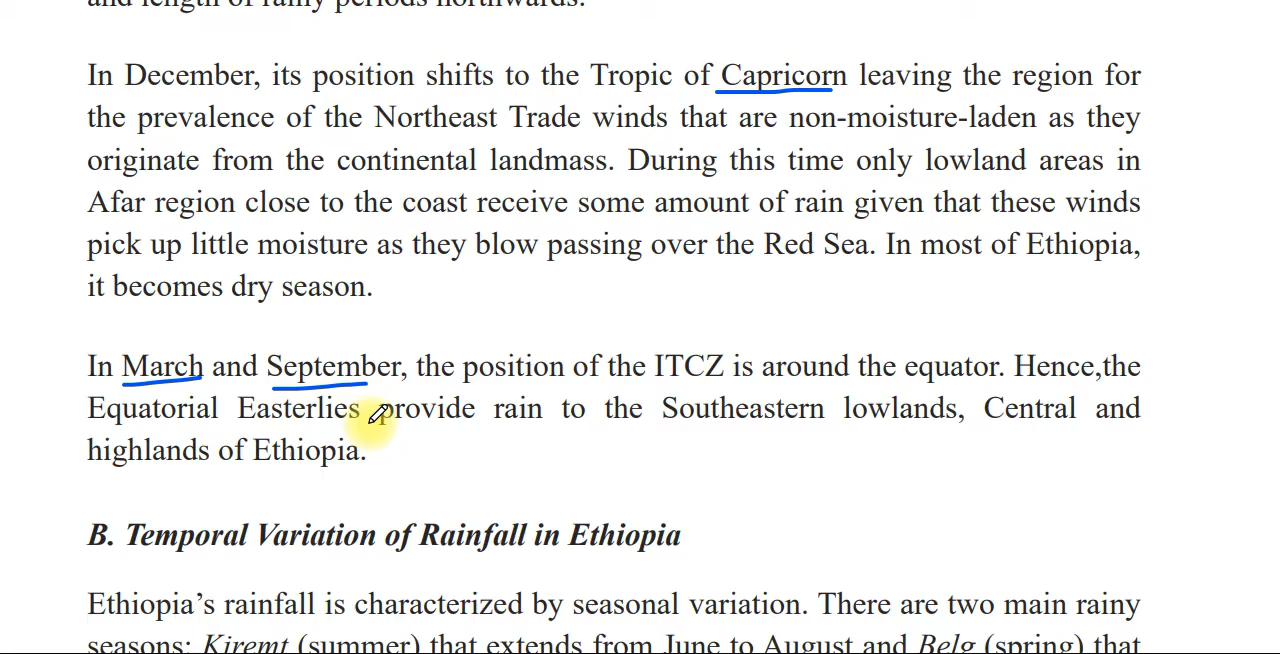 and length of rainy periods northwards.
In December, its position shifts to the Tropic of Capricorn leaving the region for
the prevalence of the Northeast Trade winds that are non-moisture-laden as they
originate from the continental landmass. During this time only lowland areas in
Afar region close to the coast receive some amount of rain given that these winds
pick up little moisture as they blow passing over the Red Sea. In most of Ethiopia,
it becomes dry season.
In March and September, the position of the ITCZ is around the equator. Hence,the
Equatorial Easterlies provide rain to the Southeastern lowlands, Central and
highlands of Ethiopia.
B. Temporal Variation of Rainfall in Ethiopia
Ethiopia’s rainfall is characterized by seasonal variation. There are two main rainy
seasons: Kiremt (summer) that extends from June to August and Belg (spring) that